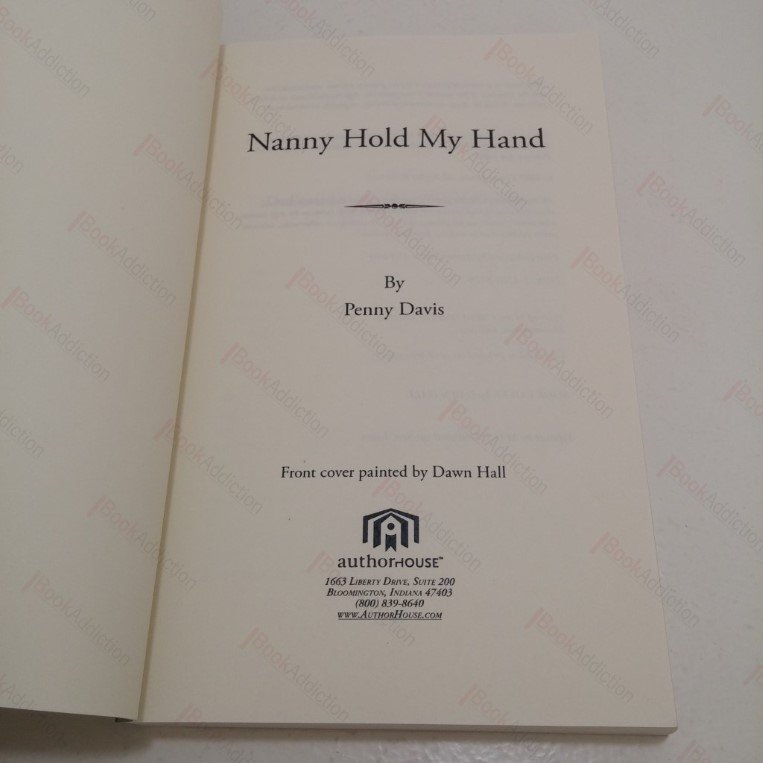 Nanny Hold My Hand
By
Penny Davis
Front cover painted by Dawn Hall
authorHOUSE™
1663 Liberty Drive, Suite 200
Bloomington, Indiana 47403
(800) 839-8640
www.AuthorHouse.com
BookAddiction